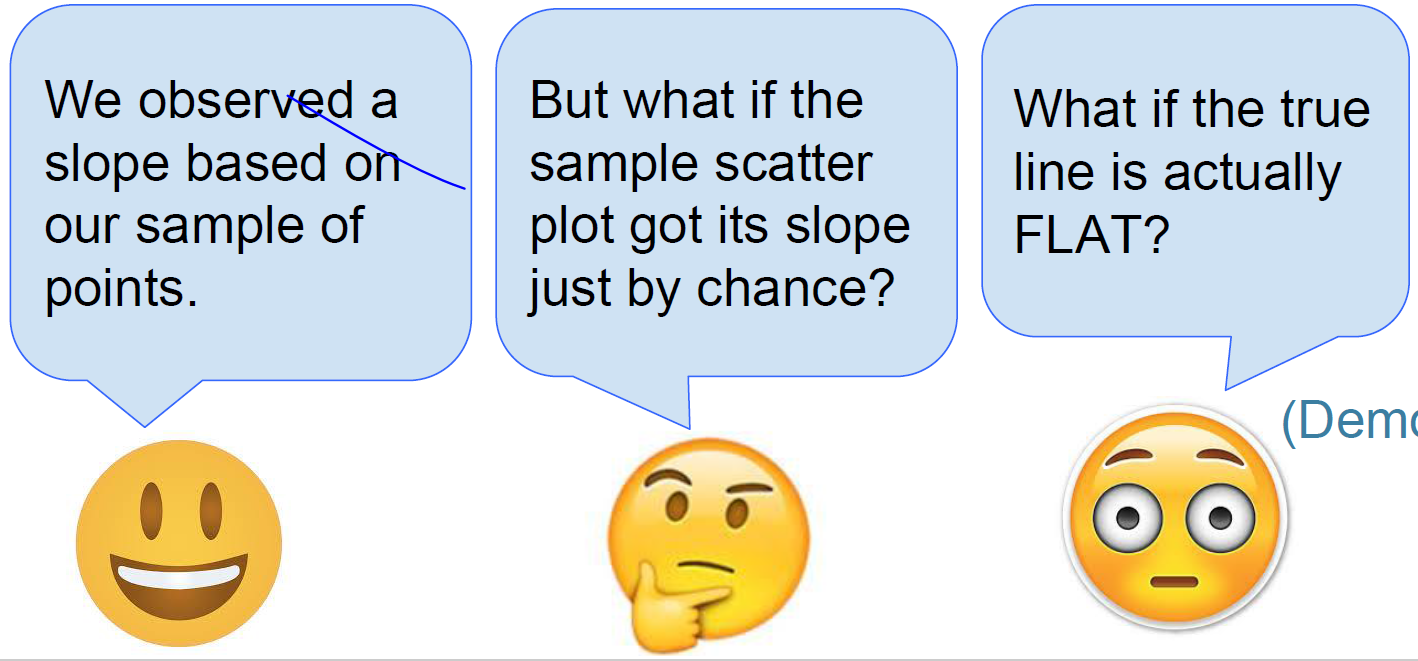 We observed a
slope based on
our sample of
points.
But what if the
sample scatter
plot got its slope
just by chance?
What if the true
line is actually
FLAT?
(Demo